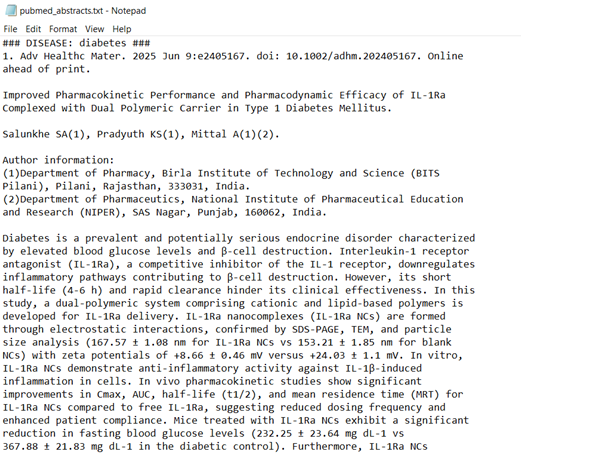 pubmed_abstracts.txt - Notepad
File Edit Format View Help
### DISEASE: diabetes ###
1. Adv Healthc Mater. 2025 Jun 9:e2405167. doi: 10.1002/adhm.202405167. Online
ahead of print.
Improved Pharmacokinetic Performance and Pharmacodynamic Efficacy of IL-1Ra
Complexed with Dual Polymeric Carrier in Type 1 Diabetes Mellitus.
Salunkhe SA(1), Pradyuth KS(1), Mittal A(1)(2).
Author information:
(1)Department of Pharmacy, Birla Institute of Technology and Science (BITS
Pilani), Pilani, Rajasthan, 333031, India.
(2)Department of Pharmaceutics, National Institute of Pharmaceutical Education
and Research (NIPER), SAS Nagar, Punjab, 160062, India.
Diabetes is a prevalent and potentially serious endocrine disorder characterized
by elevated blood glucose levels and β-cell destruction. Interleukin-1 receptor
antagonist (IL-1Ra), a competitive inhibitor of the IL-1 receptor, downregulates
inflammatory pathways contributing to β-cell destruction. However, its short
half-life (4-6 h) and rapid clearance hinder its clinical effectiveness. In this
study, a dual-polymeric system comprising cationic and lipid-based polymers is
developed for IL-1Ra delivery. IL-1Ra nanocomplexes (IL-1Ra NCs) are formed
through electrostatic interactions, confirmed by SDS-PAGE, TEM, and particle
size analysis (167.57 ± 1.08 nm for IL-1Ra NCs vs 153.21 ± 1.85 nm for blank
NCs) with zeta potentials of +8.66 ± 0.46 mV versus +24.03 ± 1.1 mV. In vitro,
IL-1Ra NCs demonstrate anti-inflammatory activity against IL-1β-induced
inflammation in cells. In vivo pharmacokinetic studies show significant
improvements in Cmax, AUC, half-life (t1/2), and mean residence time (MRT) for
IL-1Ra NCs compared to free IL-1Ra, suggesting reduced dosing frequency and
enhanced patient compliance. Mice treated with IL-1Ra NCs exhibit a significant
reduction in fasting blood glucose levels (232.25 ± 23.64 mg dL-1 vs
367.88 ± 21.83 mg dL-1 in the diabetic control). Furthermore, IL-1Ra NCs